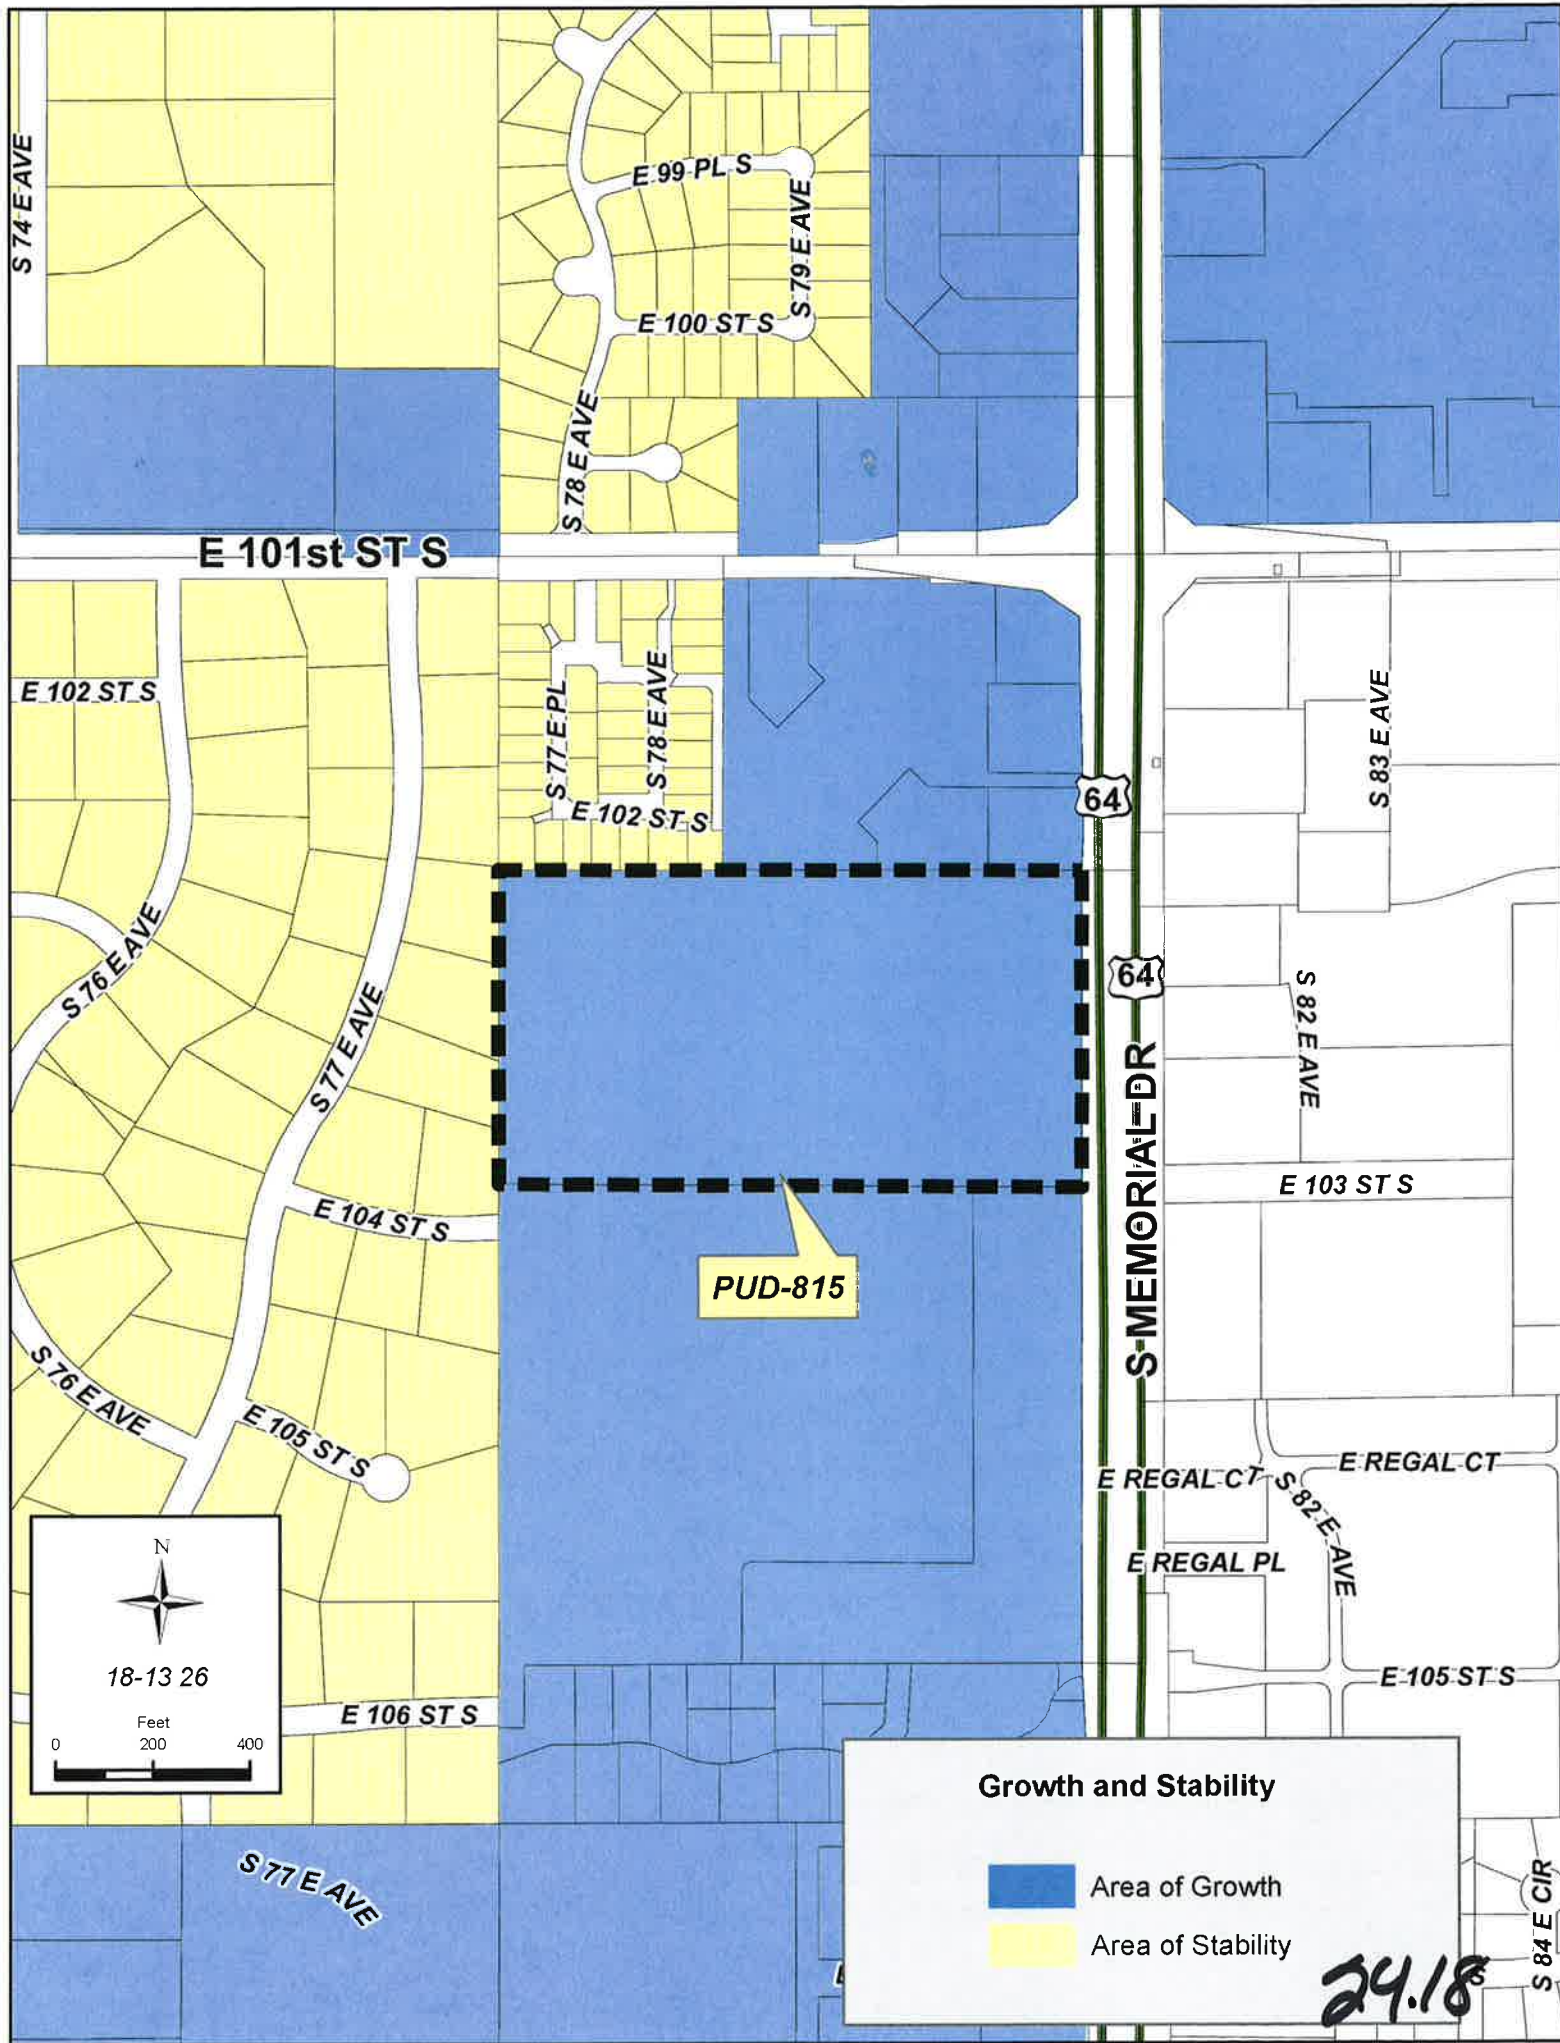 S 74 E AVE
E 99 PL S
S 79 E AVE
E 100 ST S
S 78 E AVE
E 101st ST S
E 102 ST S
S 77 E PL
S 78 E AVE
E 102 ST S
S 83 E AVE
64
64
S 76 E AVE
S 77 E AVE
S 82 E AVE
S MEMORIAL DR
E 103 ST S
E 104 ST S
PUD-815
S 76 E AVE
E 105 ST S
E REGAL CT
E REGAL CT
S 82 E AVE
E REGAL PL
N
18-13 26
Feet
0 200 400
E 106 ST S
E 105 ST S
S 77 E AVE
Growth and Stability
Area of Growth
Area of Stability
S 84 E CIR
24.18